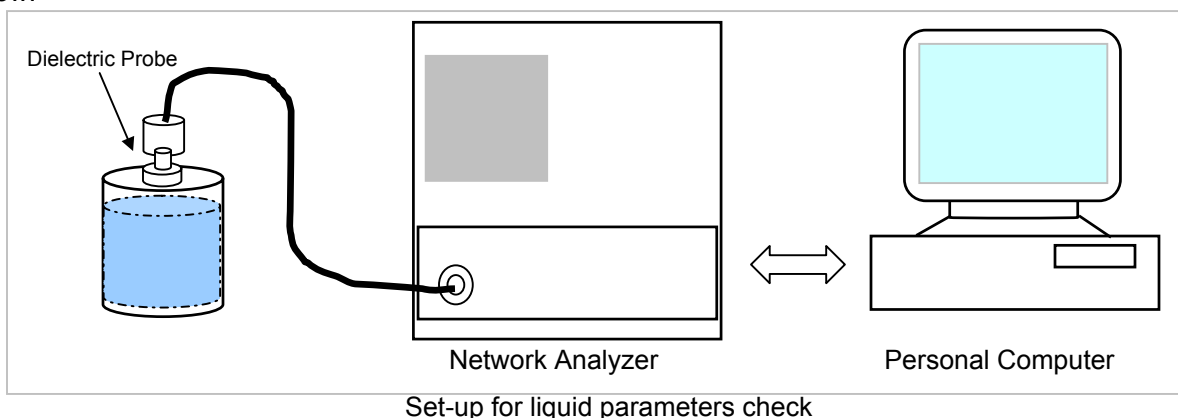 Dielectric Probe
Network Analyzer
Personal Computer
Set-up for liquid parameters check